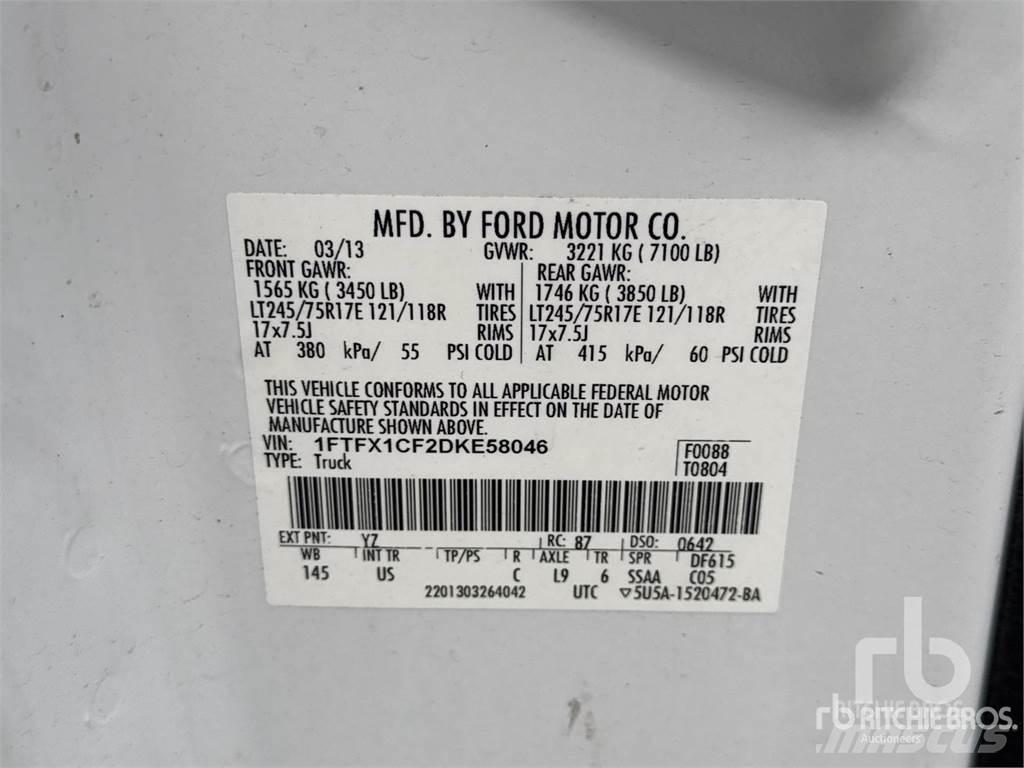 MFD. BY FORD MOTOR CO.
DATE: 03/13 GVWR: 3221 KG ( 7100 LB)
FRONT GAWR: REAR GAWR:
1565 KG ( 3450 LB) WITH 1746 KG ( 3850 LB) WITH
LT245/75R17E 121/118R TIRES LT245/75R17E 121/118R TIRES
17x7.5J RIMS 17x7.5J RIMS
AT 380 kPa/ 55 PSI COLD AT 415 kPa/ 60 PSI COLD
THIS VEHICLE CONFORMS TO ALL APPLICABLE FEDERAL MOTOR
VEHICLE SAFETY STANDARDS IN EFFECT ON THE DATE OF
MANUFACTURE SHOWN ABOVE.
VIN: 1FTFX1CF2DKE58046 F0088
TYPE: Truck T0804
EXT PNT: YZ RC: 87 DSO: 0642
WB INT TR TP/PS R AXLE TR SPR DF615
145 US C L9 6 SSAA C05
2201303264042 UTC ▽5U5A-1520472-BA
rb
RITCHIE BROS
rb RITCHIE BROS.
Auctioneers
Mascus